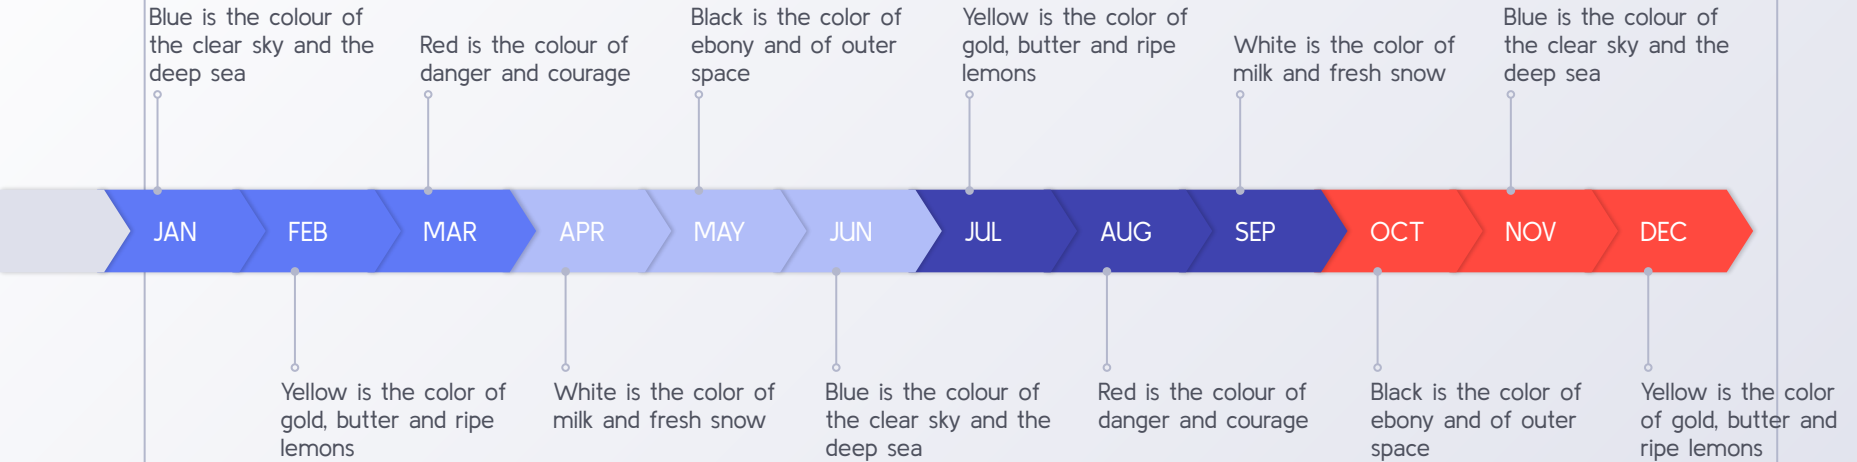 Blue is the colour of
the clear sky and the
deep sea
Red is the colour of
danger and courage
Black is the color of
ebony and of outer
space
Yellow is the color of
gold, butter and ripe
lemons
White is the color of
milk and fresh snow
Blue is the colour of
the clear sky and the
deep sea
JAN
FEB
MAR
APR
MAY
JUN
JUL
AUG
SEP
OCT
NOV
DEC
Yellow is the color of
gold, butter and ripe
lemons
White is the color of
milk and fresh snow
Blue is the colour of
the clear sky and the
deep sea
Red is the colour of
danger and courage
Black is the color of
ebony and of outer
space
Yellow is the color
of gold, butter and
ripe lemons